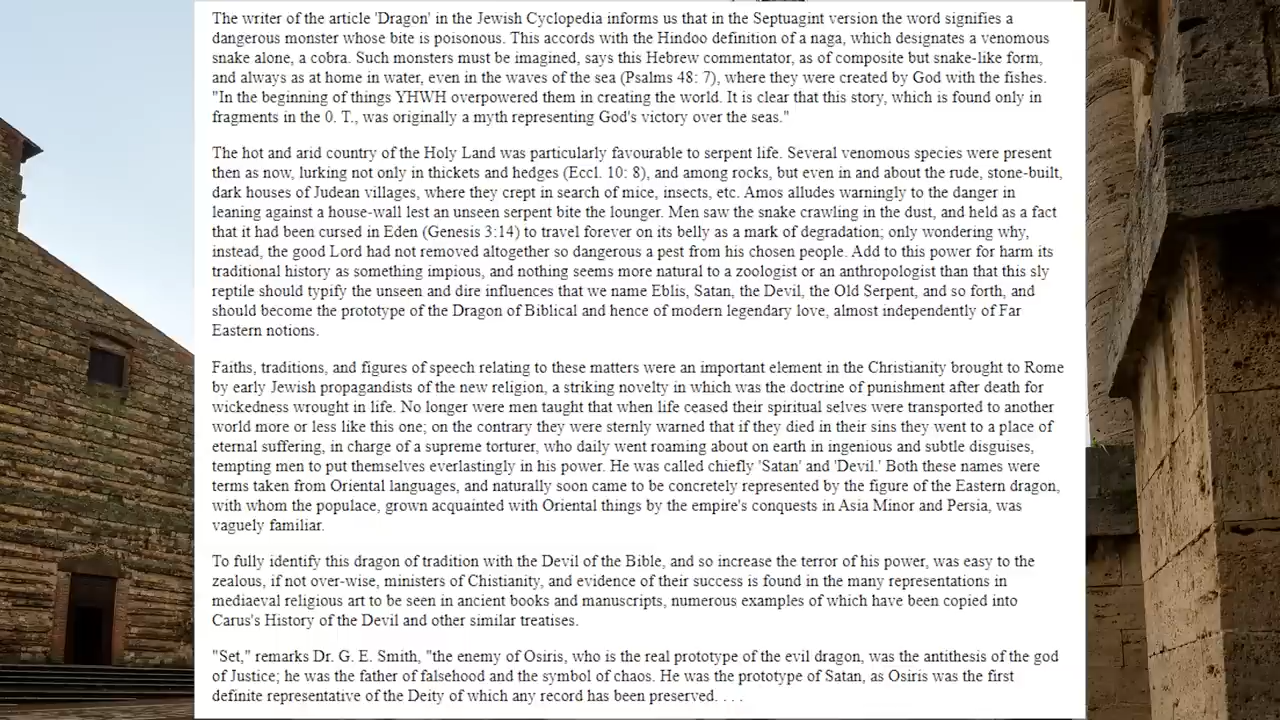 The writer of the article 'Dragon' in the Jewish Cyclopedia informs us that in the Septuagint version the word signifies a
dangerous monster whose bite is poisonous. This accords with the Hindoo definition of a naga, which designates a venomous
snake alone, a cobra. Such monsters must be imagined, says this Hebrew commentator, as of composite but snake-like form,
and always as at home in water, even in the waves of the sea (Psalms 48: 7), where they were created by God with the fishes.
"In the beginning of things YHWH overpowered them in creating the world. It is clear that this story, which is found only in
fragments in the 0. T., was originally a myth representing God's victory over the seas."
The hot and arid country of the Holy Land was particularly favourable to serpent life. Several venomous species were present
then as now, lurking not only in thickets and hedges (Eccl. 10: 8), and among rocks, but even in and about the rude, stone-built,
dark houses of Judean villages, where they crept in search of mice, insects, etc. Amos alludes warningly to the danger in
leaning against a house-wall lest an unseen serpent bite the lounger. Men saw the snake crawling in the dust, and held as a fact
that it had been cursed in Eden (Genesis 3:14) to travel forever on its belly as a mark of degradation; only wondering why,
instead, the good Lord had not removed altogether so dangerous a pest from his chosen people. Add to this power for harm its
traditional history as something impious, and nothing seems more natural to a zoologist or an anthropologist than that this sly
reptile should typify the unseen and dire influences that we name Eblis, Satan, the Devil, the Old Serpent, and so forth, and
should become the prototype of the Dragon of Biblical and hence of modern legendary love, almost independently of Far
Eastern notions.
Faiths, traditions, and figures of speech relating to these matters were an important element in the Christianity brought to Rome
by early Jewish propagandists of the new religion, a striking novelty in which was the doctrine of punishment after death for
wickedness wrought in life. No longer were men taught that when life ceased their spiritual selves were transported to another
world more or less like this one; on the contrary they were sternly warned that if they died in their sins they went to a place of
eternal suffering, in charge of a supreme torturer, who daily went roaming about on earth in ingenious and subtle disguises,
tempting men to put themselves everlastingly in his power. He was called chiefly 'Satan' and 'Devil.' Both these names were
terms taken from Oriental languages, and naturally soon came to be concretely represented by the figure of the Eastern dragon,
with whom the populace, grown acquainted with Oriental things by the empire's conquests in Asia Minor and Persia, was
vaguely familiar.
To fully identify this dragon of tradition with the Devil of the Bible, and so increase the terror of his power, was easy to the
zealous, if not over-wise, ministers of Chistianity, and evidence of their success is found in the many representations in
mediaeval religious art to be seen in ancient books and manuscripts, numerous examples of which have been copied into
Carus's History of the Devil and other similar treatises.
"Set," remarks Dr. G. E. Smith, "the enemy of Osiris, who is the real prototype of the evil dragon, was the antithesis of the god
of Justice; he was the father of falsehood and the symbol of chaos. He was the prototype of Satan, as Osiris was the first
definite representative of the Deity of which any record has been preserved. . . .